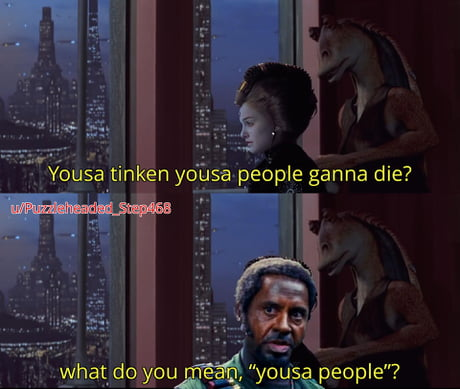 Yousa tinken yousa people ganna die?
u/Puzzleheaded_Step468
what do you mean, “yousa people”?